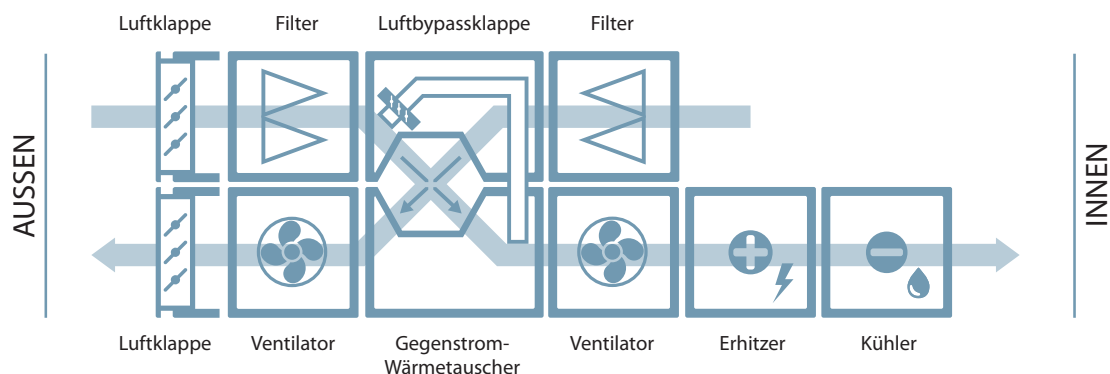 Luftklappe Filter Luftbypassklappe Filter
AUSSEN
INNEN
Luftklappe Ventilator Gegenstrom- Ventilator Erhitzer Kühler
Wärmetauscher